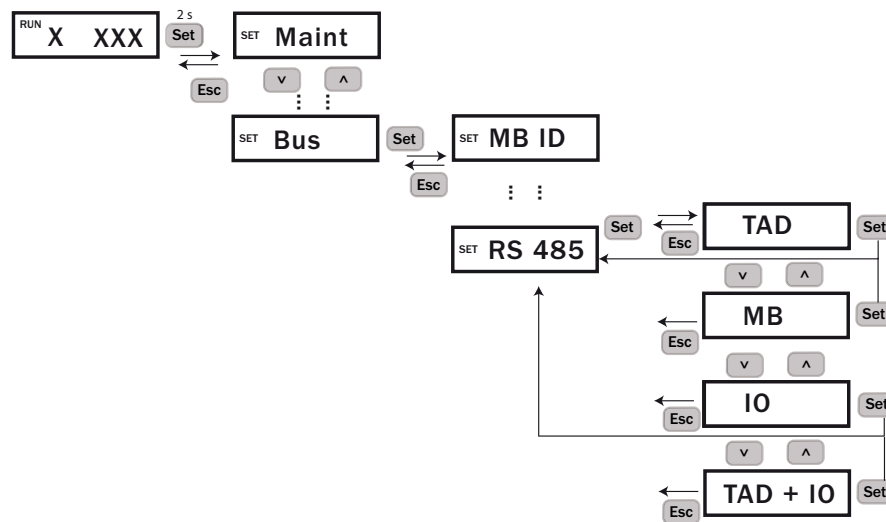 RUN X XXX
2 s
Set
Esc
SET Maint
˅ ˄
SET Bus
Set
Esc
SET MB ID
SET RS 485
Set
Esc
TAD
Set
˅ ˄
MB
Esc
Set
˅ ˄
IO
Esc
Set
˅ ˄
TAD + IO
Esc
Set